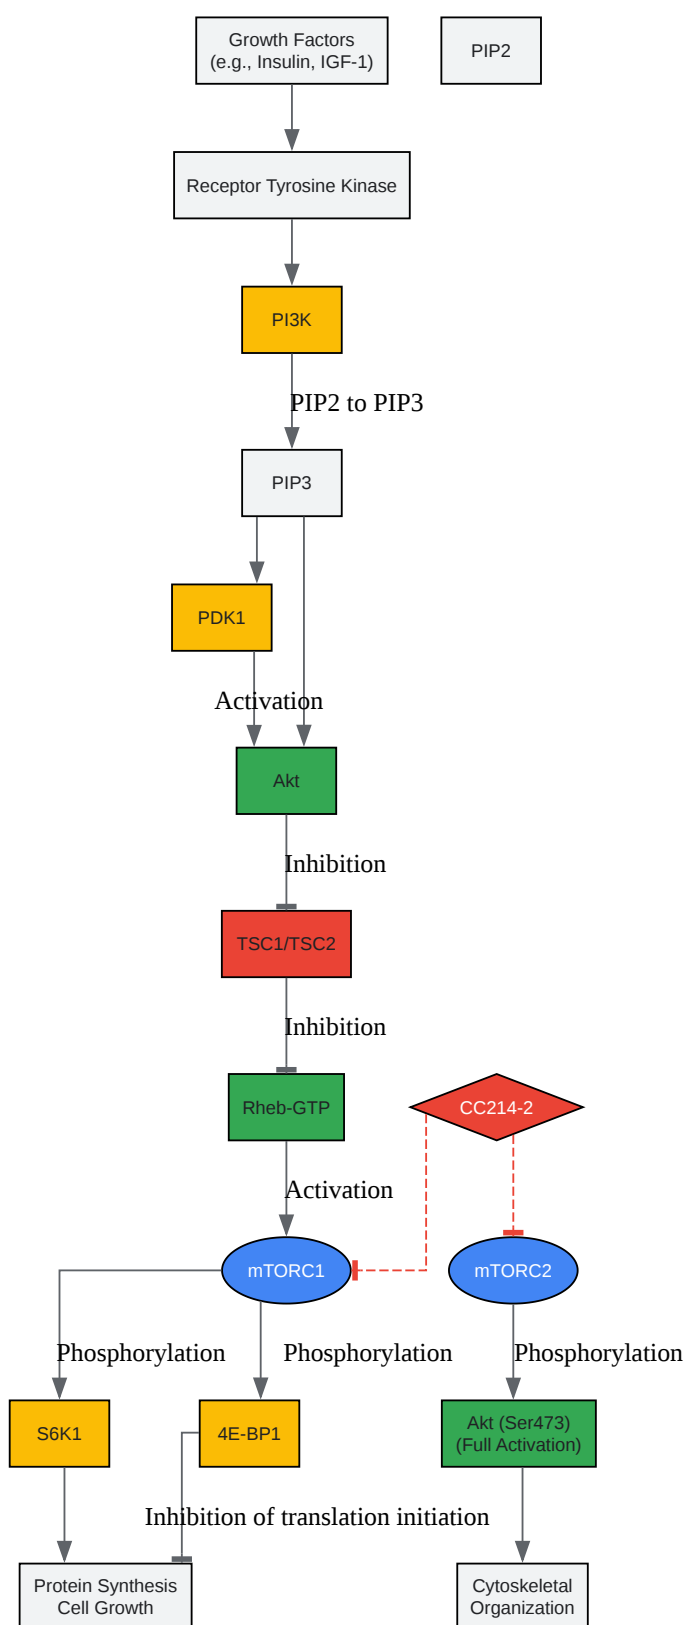 Growth Factors
(e.g., Insulin, IGF-1)
PIP2
Receptor Tyrosine Kinase
PI3K
PIP2 to PIP3
PIP3
PDK1
Activation
Akt
Inhibition
TSC1/TSC2
Inhibition
Rheb-GTP
CC214-2
Activation
mTORC1
mTORC2
Phosphorylation
Phosphorylation
Phosphorylation
S6K1
4E-BP1
Akt (Ser473)
(Full Activation)
Inhibition of translation initiation
Protein Synthesis
Cell Growth
Cytoskeletal
Organization